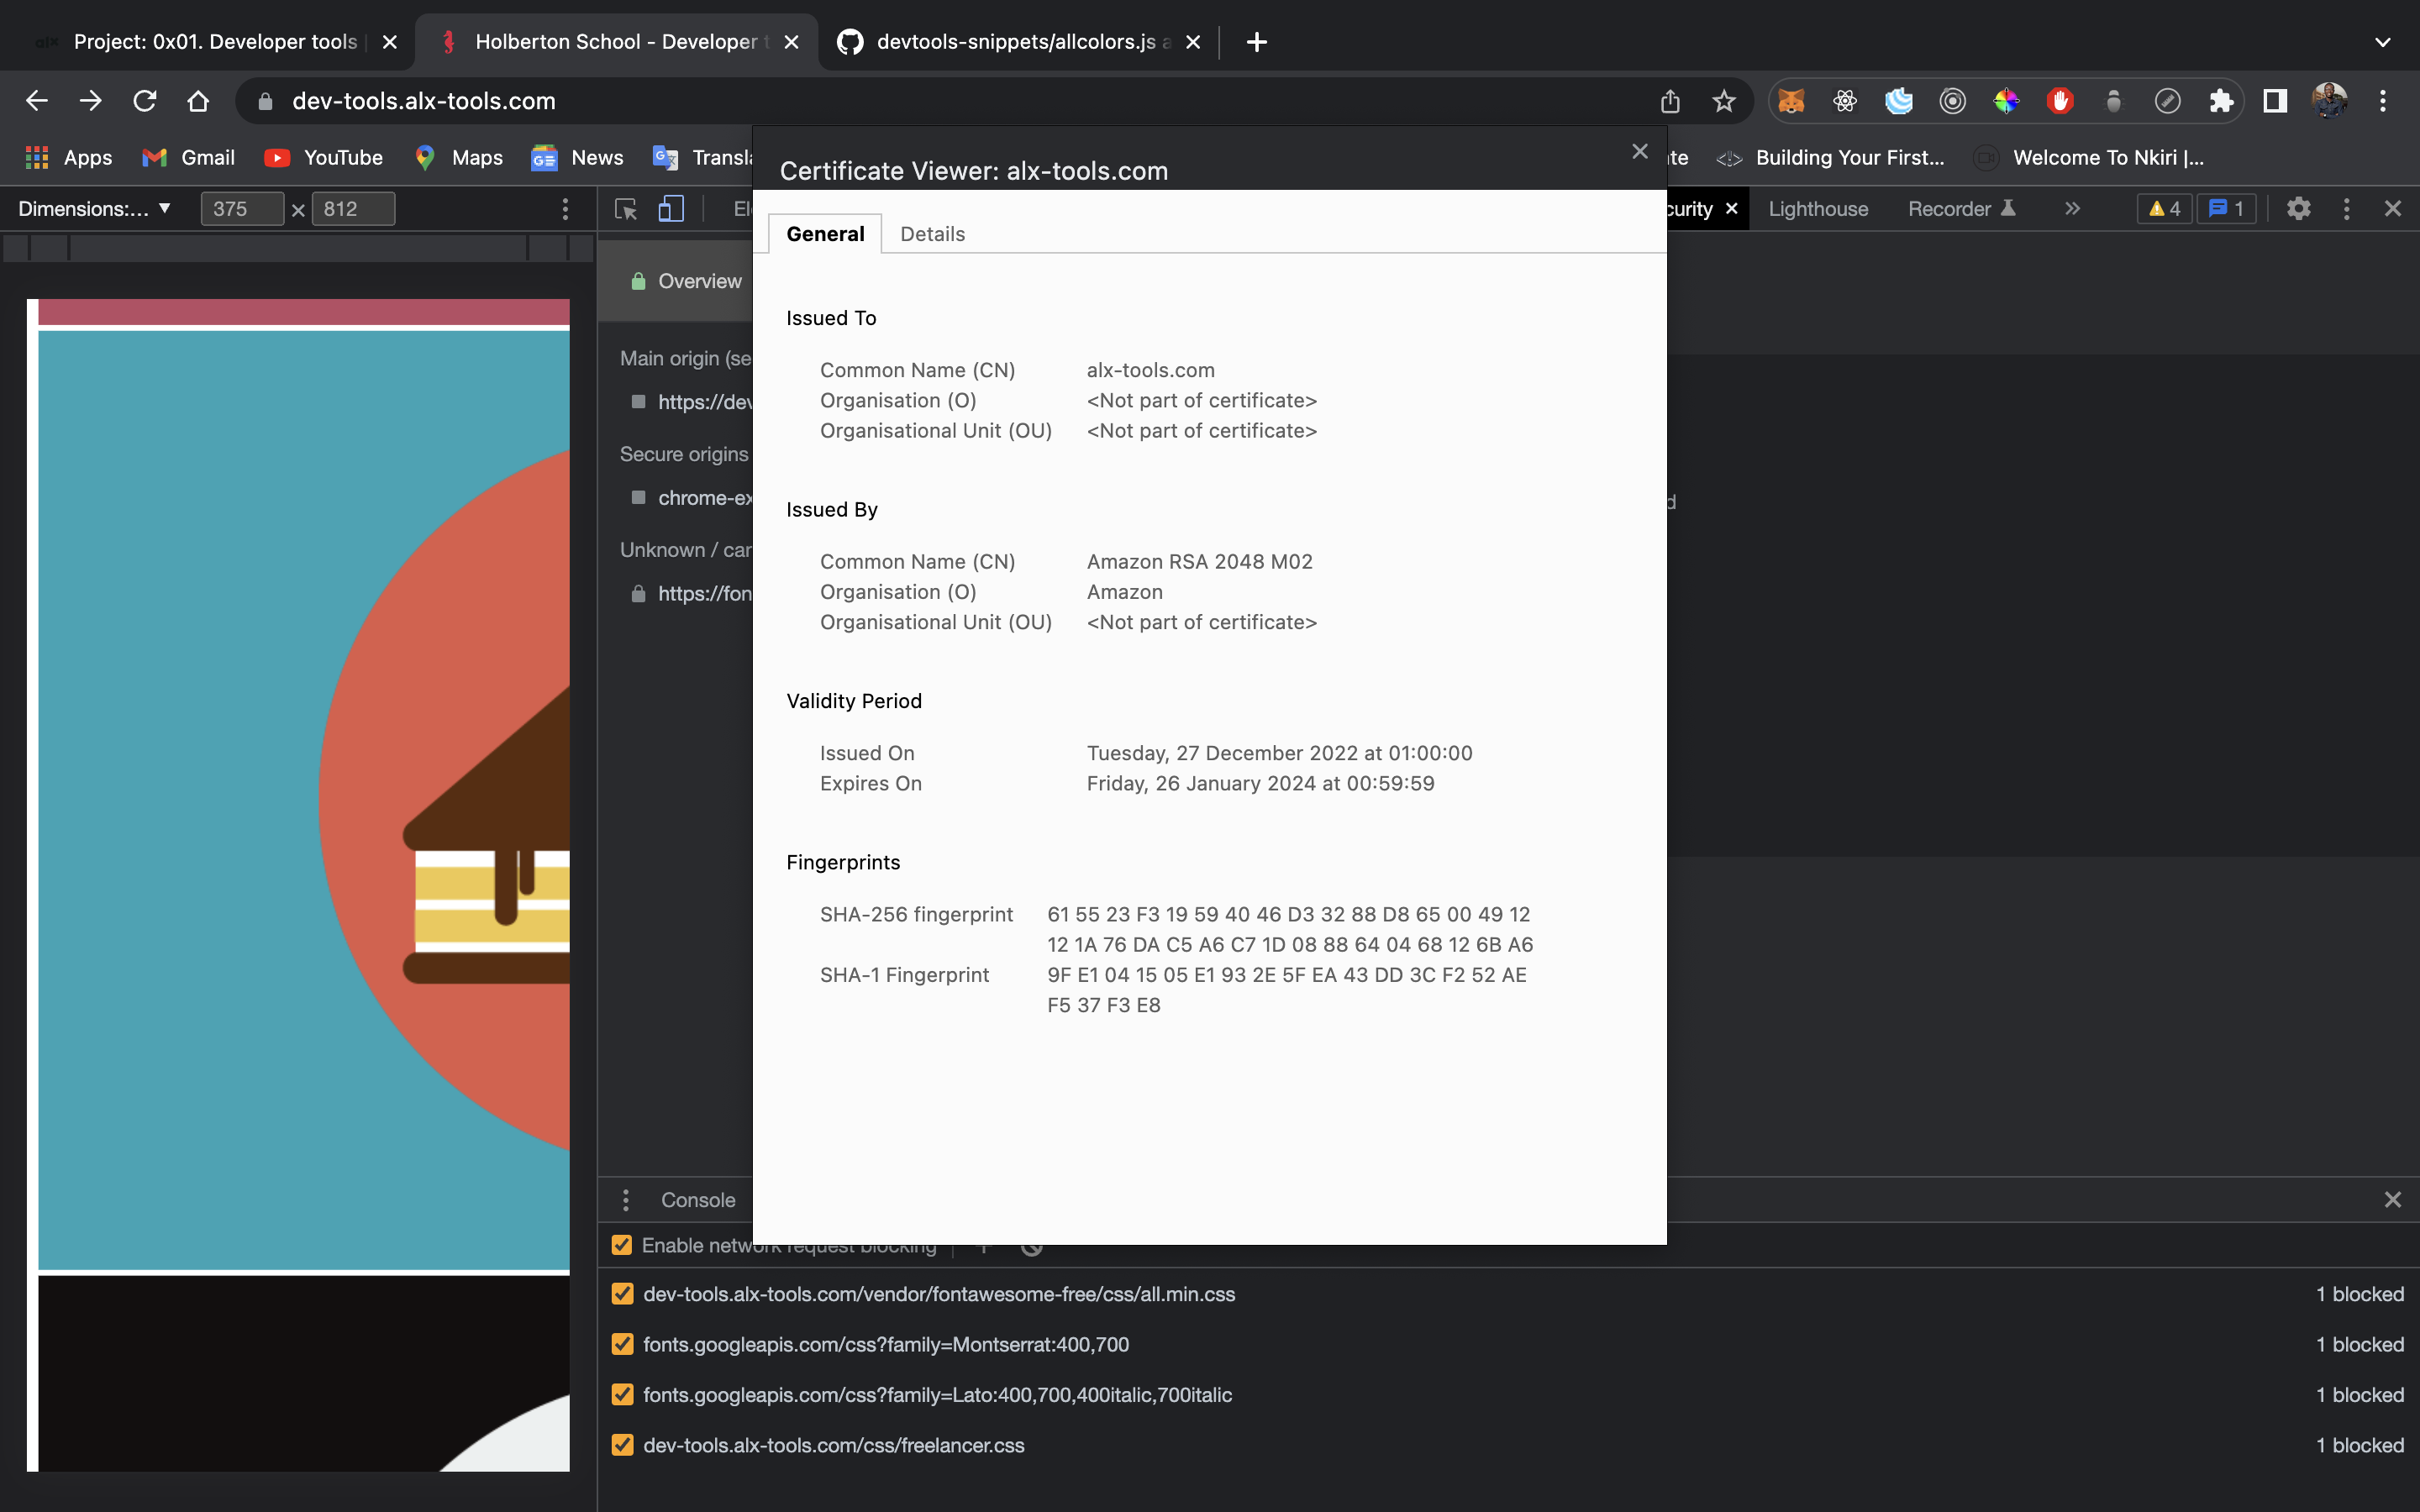 Project: 0x01. Developer tools
Holberton School - Developer t
devtools-snippets/allcolors.js a
dev-tools.alx-tools.com
Apps
Gmail
YouTube
Maps
News
Transla
te
Building Your First...
Welcome To Nkiri |...
Dimensions:...
375 × 812
El
curity
Lighthouse
Recorder
4
1
Certificate Viewer: alx-tools.com
General
Details
Overview
Main origin (se
https://dev
Secure origins
chrome-ex
Unknown / can
https://fon
d
Issued To
Common Name (CN) alx-tools.com
Organisation (O) <Not part of certificate>
Organisational Unit (OU) <Not part of certificate>
Issued By
Common Name (CN) Amazon RSA 2048 M02
Organisation (O) Amazon
Organisational Unit (OU) <Not part of certificate>
Validity Period
Issued On Tuesday, 27 December 2022 at 01:00:00
Expires On Friday, 26 January 2024 at 00:59:59
Fingerprints
SHA-256 fingerprint 61 55 23 F3 19 59 40 46 D3 32 88 D8 65 00 49 12
12 1A 76 DA C5 A6 C7 1D 08 88 64 04 68 12 6B A6
SHA-1 Fingerprint 9F E1 04 15 05 E1 93 2E 5F EA 43 DD 3C F2 52 AE
F5 37 F3 E8
Console
Enable network request blocking
dev-tools.alx-tools.com/vendor/fontawesome-free/css/all.min.css 1 blocked
fonts.googleapis.com/css?family=Montserrat:400,700 1 blocked
fonts.googleapis.com/css?family=Lato:400,700,400italic,700italic 1 blocked
dev-tools.alx-tools.com/css/freelancer.css 1 blocked